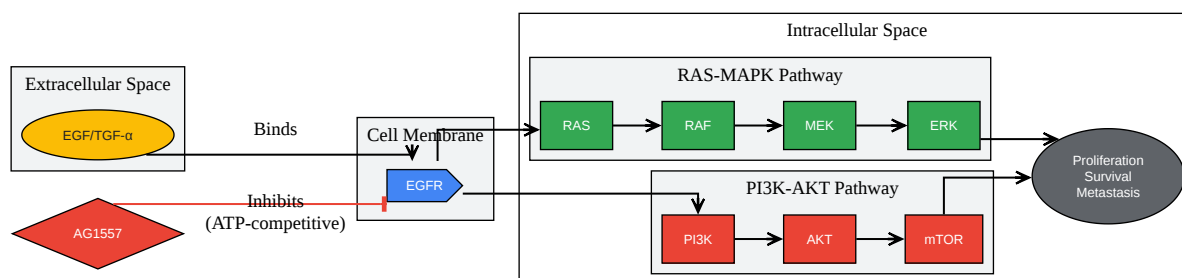 Intracellular Space
Extracellular Space
EGF/TGF-α
Binds
Cell Membrane
EGFR
Inhibits
(ATP-competitive)
AG1557
RAS-MAPK Pathway
RAS
RAF
MEK
ERK
PI3K-AKT Pathway
PI3K
AKT
mTOR
Proliferation
Survival
Metastasis